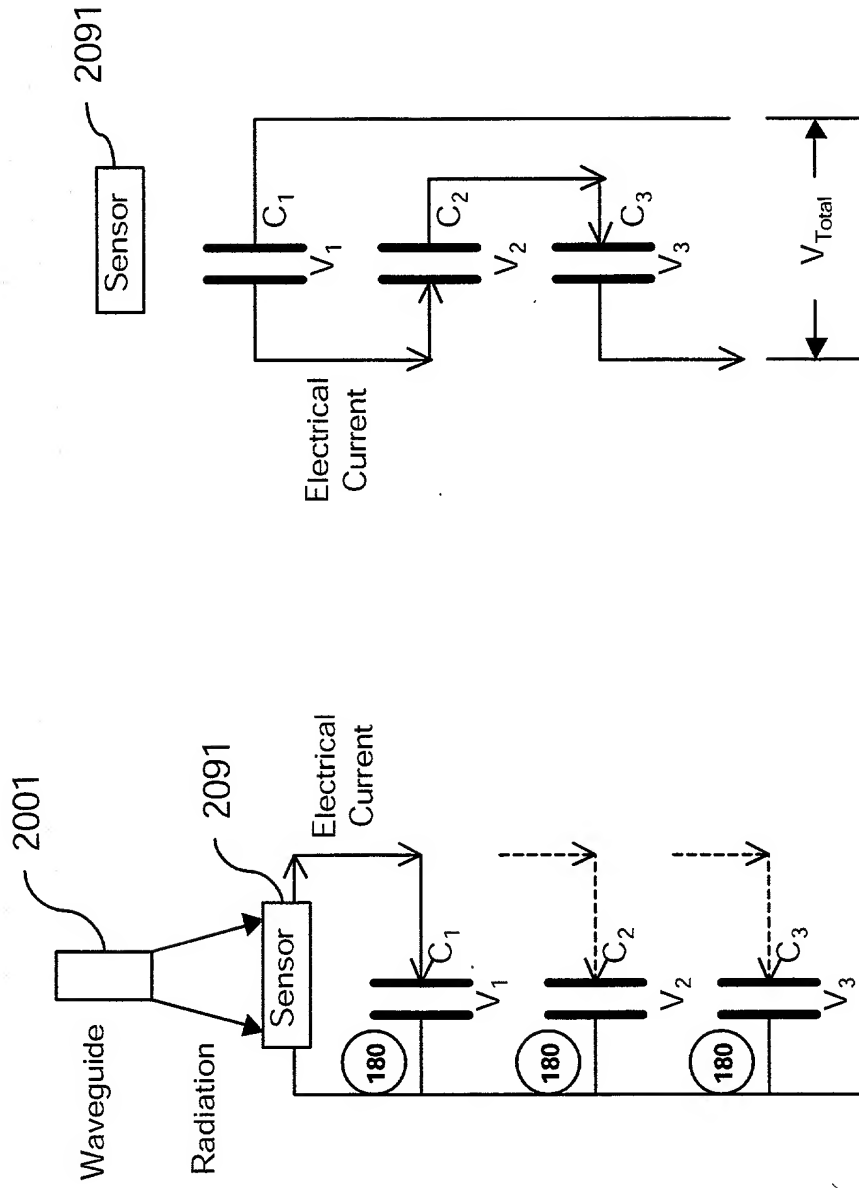 Waveguide
2001
Radiation
2091
Sensor
Electrical
Current
180
C1
V1
180
C2
V2
180
C3
V3
2091
Sensor
C1
V1
Electrical
Current
C2
V2
C3
V3
VTotal